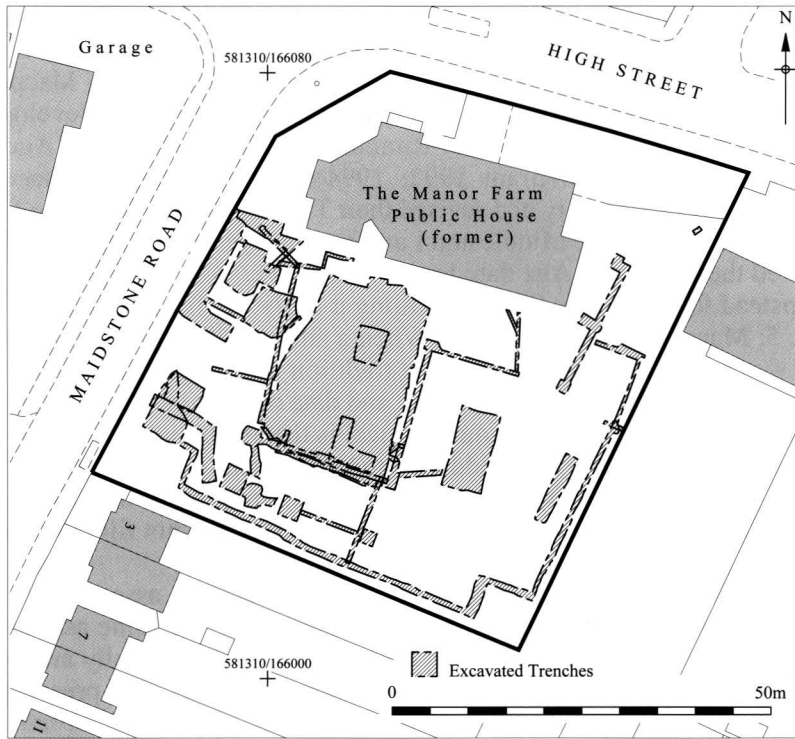 Garage
581310/166080
HIGH STREET
N
The Manor Farm
Public House
(former)
MAIDSTONE ROAD
3
7
11
581310/166000
Excavated Trenches
0
50m